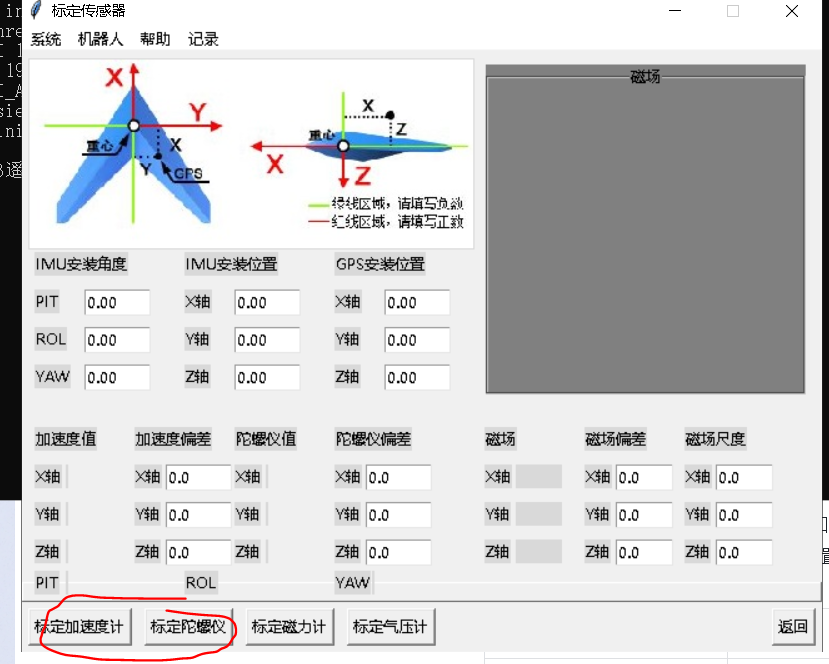 标定传感器
系统 机器人 帮助 记录
X
Y
重心
X
Y
GPS
X
重心
Z
X
Z
绿线区域，请填写负数
红线区域，请填写正数
磁场
IMU安装角度 IMU安装位置 GPS安装位置
PIT 0.00 X轴 0.00 X轴 0.00
ROL 0.00 Y轴 0.00 Y轴 0.00
YAW 0.00 Z轴 0.00 Z轴 0.00
加速度值 加速度偏差 陀螺仪值 陀螺仪偏差 磁场 磁场偏差 磁场尺度
X轴 X轴 0.0 X轴 X轴 0.0 X轴 X轴 0.0 X轴 0.0
Y轴 Y轴 0.0 Y轴 Y轴 0.0 Y轴 Y轴 0.0 Y轴 0.0
Z轴 Z轴 0.0 Z轴 Z轴 0.0 Z轴 Z轴 0.0 Z轴 0.0
PIT ROL YAW
标定加速度计 标定陀螺仪 标定磁力计 标定气压计 返回